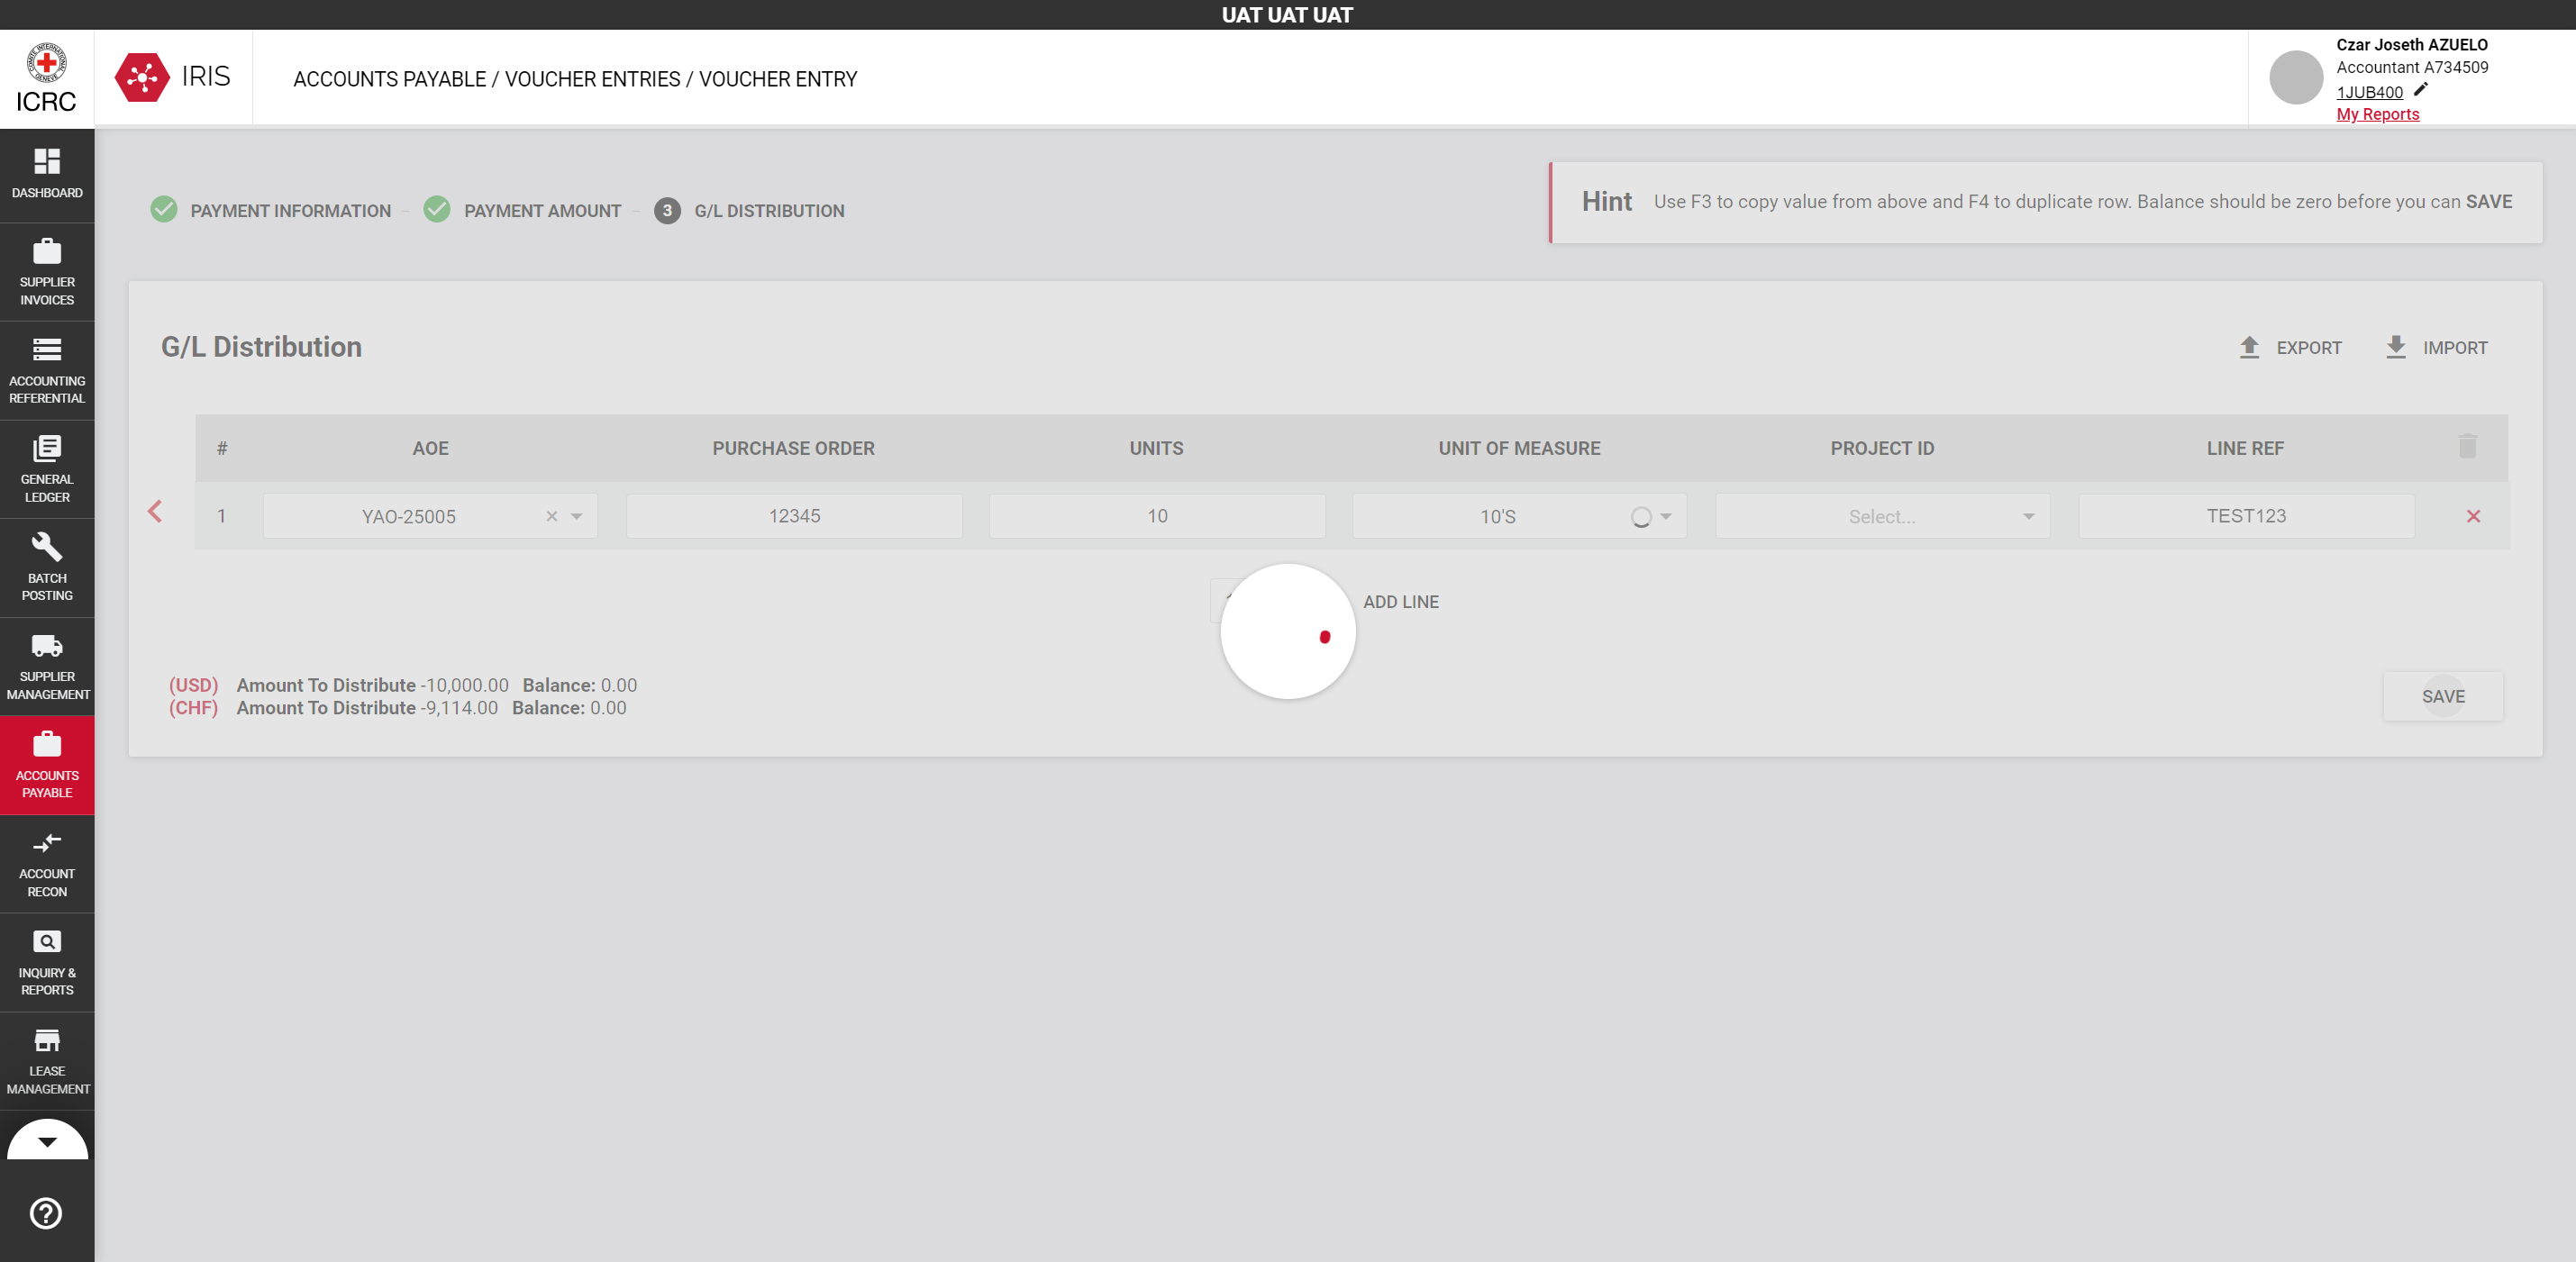 UAT UAT UAT
ICRC
IRIS
ACCOUNTS PAYABLE / VOUCHER ENTRIES / VOUCHER ENTRY
Czar Joseth AZUELO
Accountant A734509
1JUB400
My Reports
DASHBOARD
SUPPLIER
INVOICES
ACCOUNTING
REFERENTIAL
GENERAL
LEDGER
BATCH
POSTING
SUPPLIER
MANAGEMENT
ACCOUNTS
PAYABLE
ACCOUNT
RECON
INQUIRY &
REPORTS
LEASE
MANAGEMENT
PAYMENT INFORMATION
PAYMENT AMOUNT
3 G/L DISTRIBUTION
Hint Use F3 to copy value from above and F4 to duplicate row. Balance should be zero before you can SAVE
G/L Distribution
EXPORT IMPORT
# AOE PURCHASE ORDER UNITS UNIT OF MEASURE PROJECT ID LINE REF
1 YAO-25005 12345 10 10'S Select... TEST123
ADD LINE
(USD) Amount To Distribute -10,000.00 Balance: 0.00
(CHF) Amount To Distribute -9,114.00 Balance: 0.00
SAVE